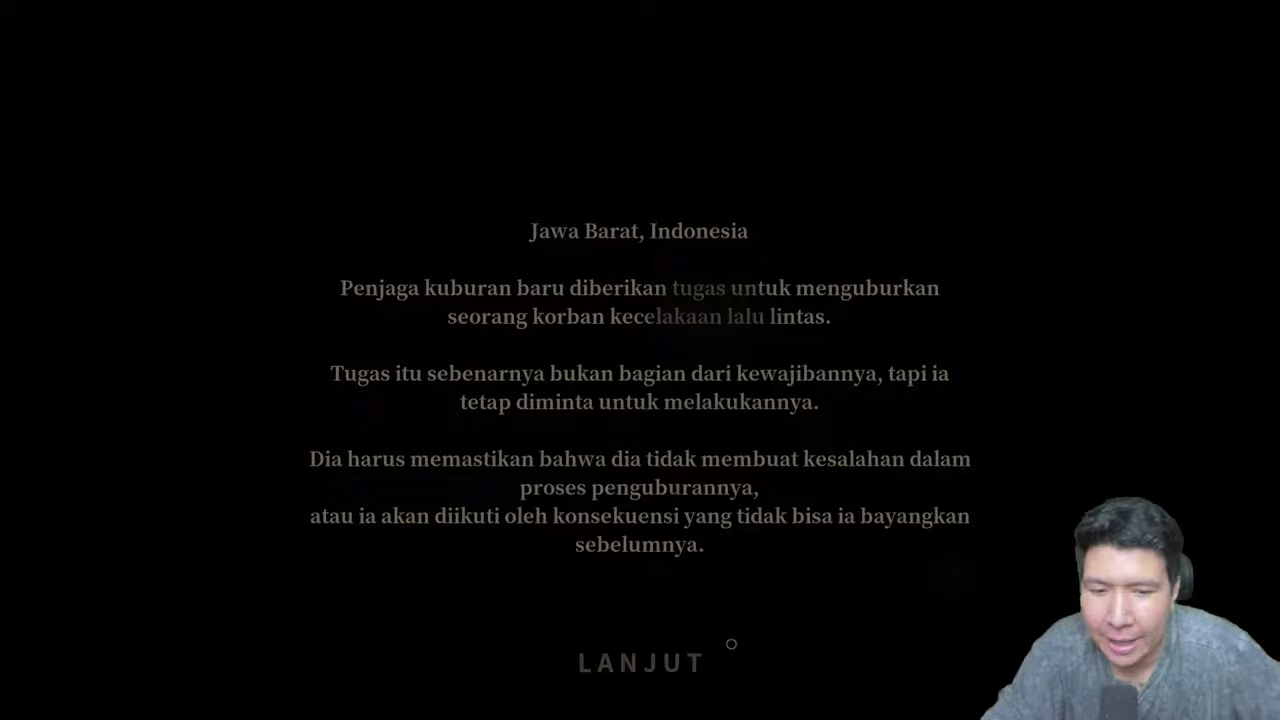 Jawa Barat, Indonesia
Penjaga kuburan baru diberikan tugas untuk menguburkan
seorang korban kecelakaan lalu lintas.
Tugas itu sebenarnya bukan bagian dari kewajibannya, tapi ia
tetap diminta untuk melakukannya.
Dia harus memastikan bahwa dia tidak membuat kesalahan dalam
proses penguburannya,
atau ia akan diikuti oleh konsekuensi yang tidak bisa ia bayangkan
sebelumnya.
LANJUT